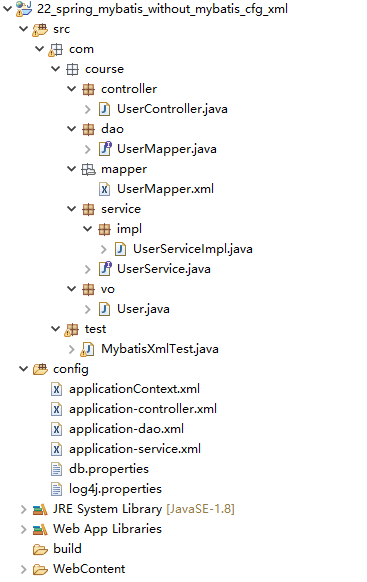 22_spring_mybatis_without_mybatis_cfg_xml
src
com
course
controller
UserController.java
dao
UserMapper.java
mapper
UserMapper.xml
service
impl
UserServiceImpl.java
UserService.java
vo
User.java
test
MybatisXmlTest.java
config
applicationContext.xml
application-controller.xml
application-dao.xml
application-service.xml
db.properties
log4j.properties
JRE System Library [JavaSE-1.8]
Web App Libraries
build
WebContent